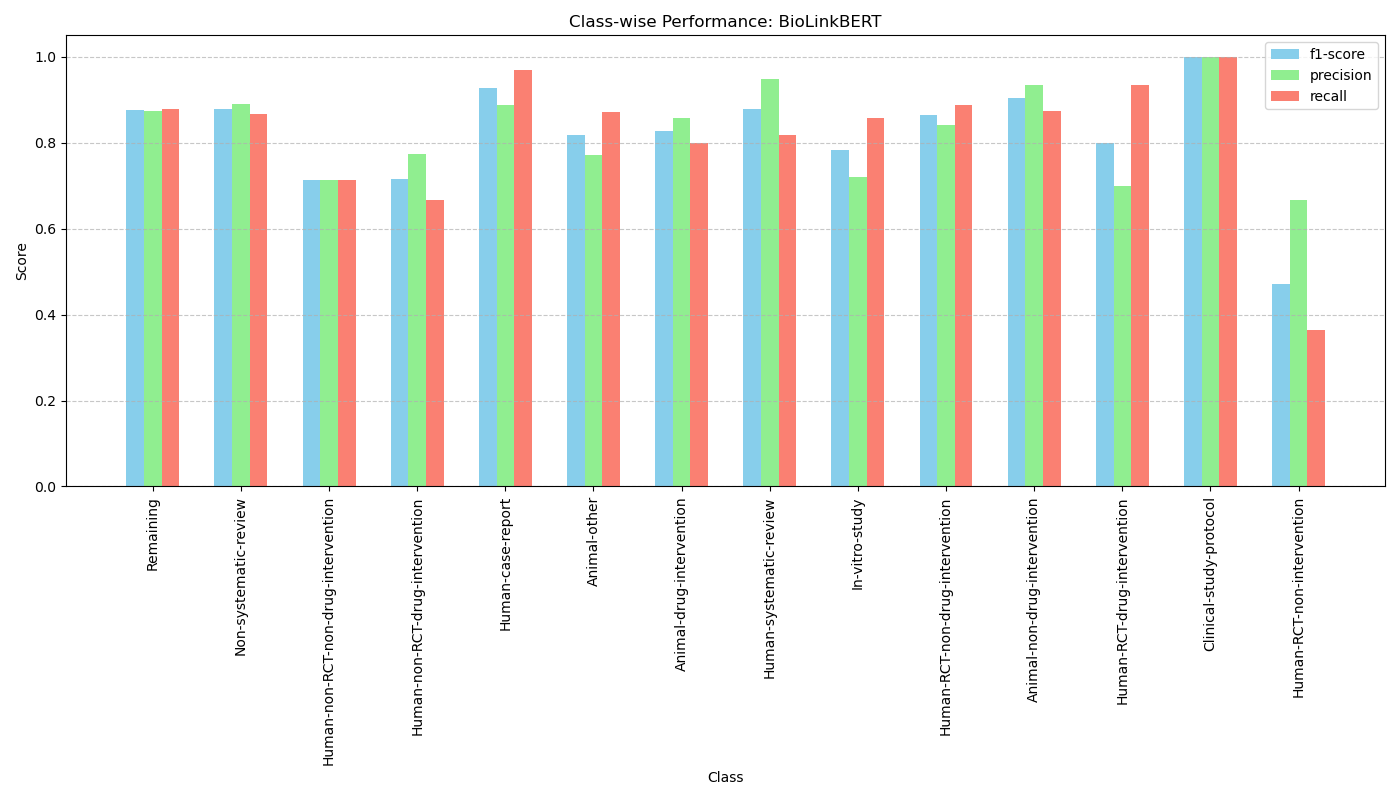 Class-wise Performance: BioLinkBERT
f1-score
precision
recall
1.0
0.8
0.6
0.4
0.2
0.0
Score
Remaining
Non-systematic-review
Human-non-RCT-non-drug-intervention
Human-non-RCT-drug-intervention
Human-case-report
Animal-other
Animal-drug-intervention
Human-systematic-review
In-vitro-study
Human-RCT-non-drug-intervention
Animal-non-drug-intervention
Human-RCT-drug-intervention
Clinical-study-protocol
Human-RCT-non-intervention
Class